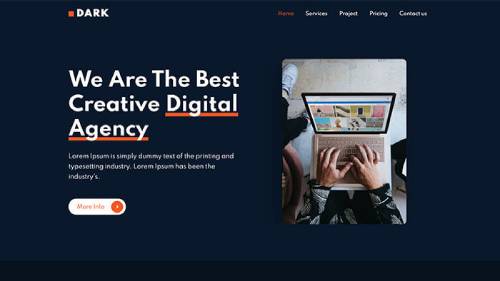 DARK
Home Services Project Pricing Contact us
We Are The Best
Creative Digital
Agency
Lorem Ipsum is simply dummy text of the printing and
typesetting industry. Lorem Ipsum has been the
industry's.
More Info